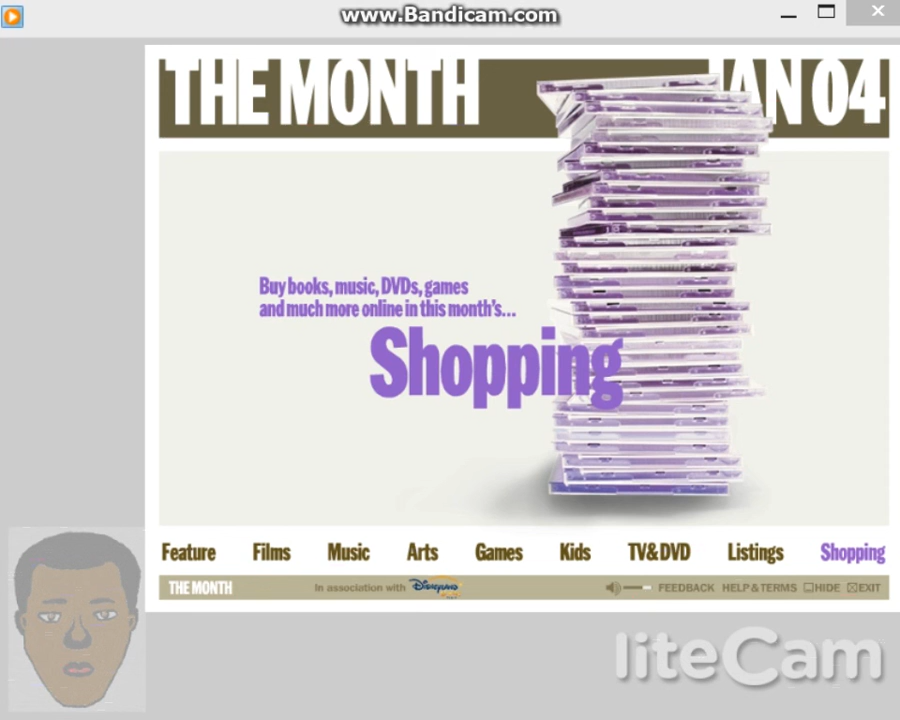 www.Bandicam.com
THE MONTH JAN 04
Buy books, music, DVDs, games
and much more online in this month's...
Shopping
Feature Films Music Arts Games Kids TV&DVD Listings Shopping
THE MONTH In association with Disneyland FEEDBACK HELP & TERMS HIDE EXIT
liteCam